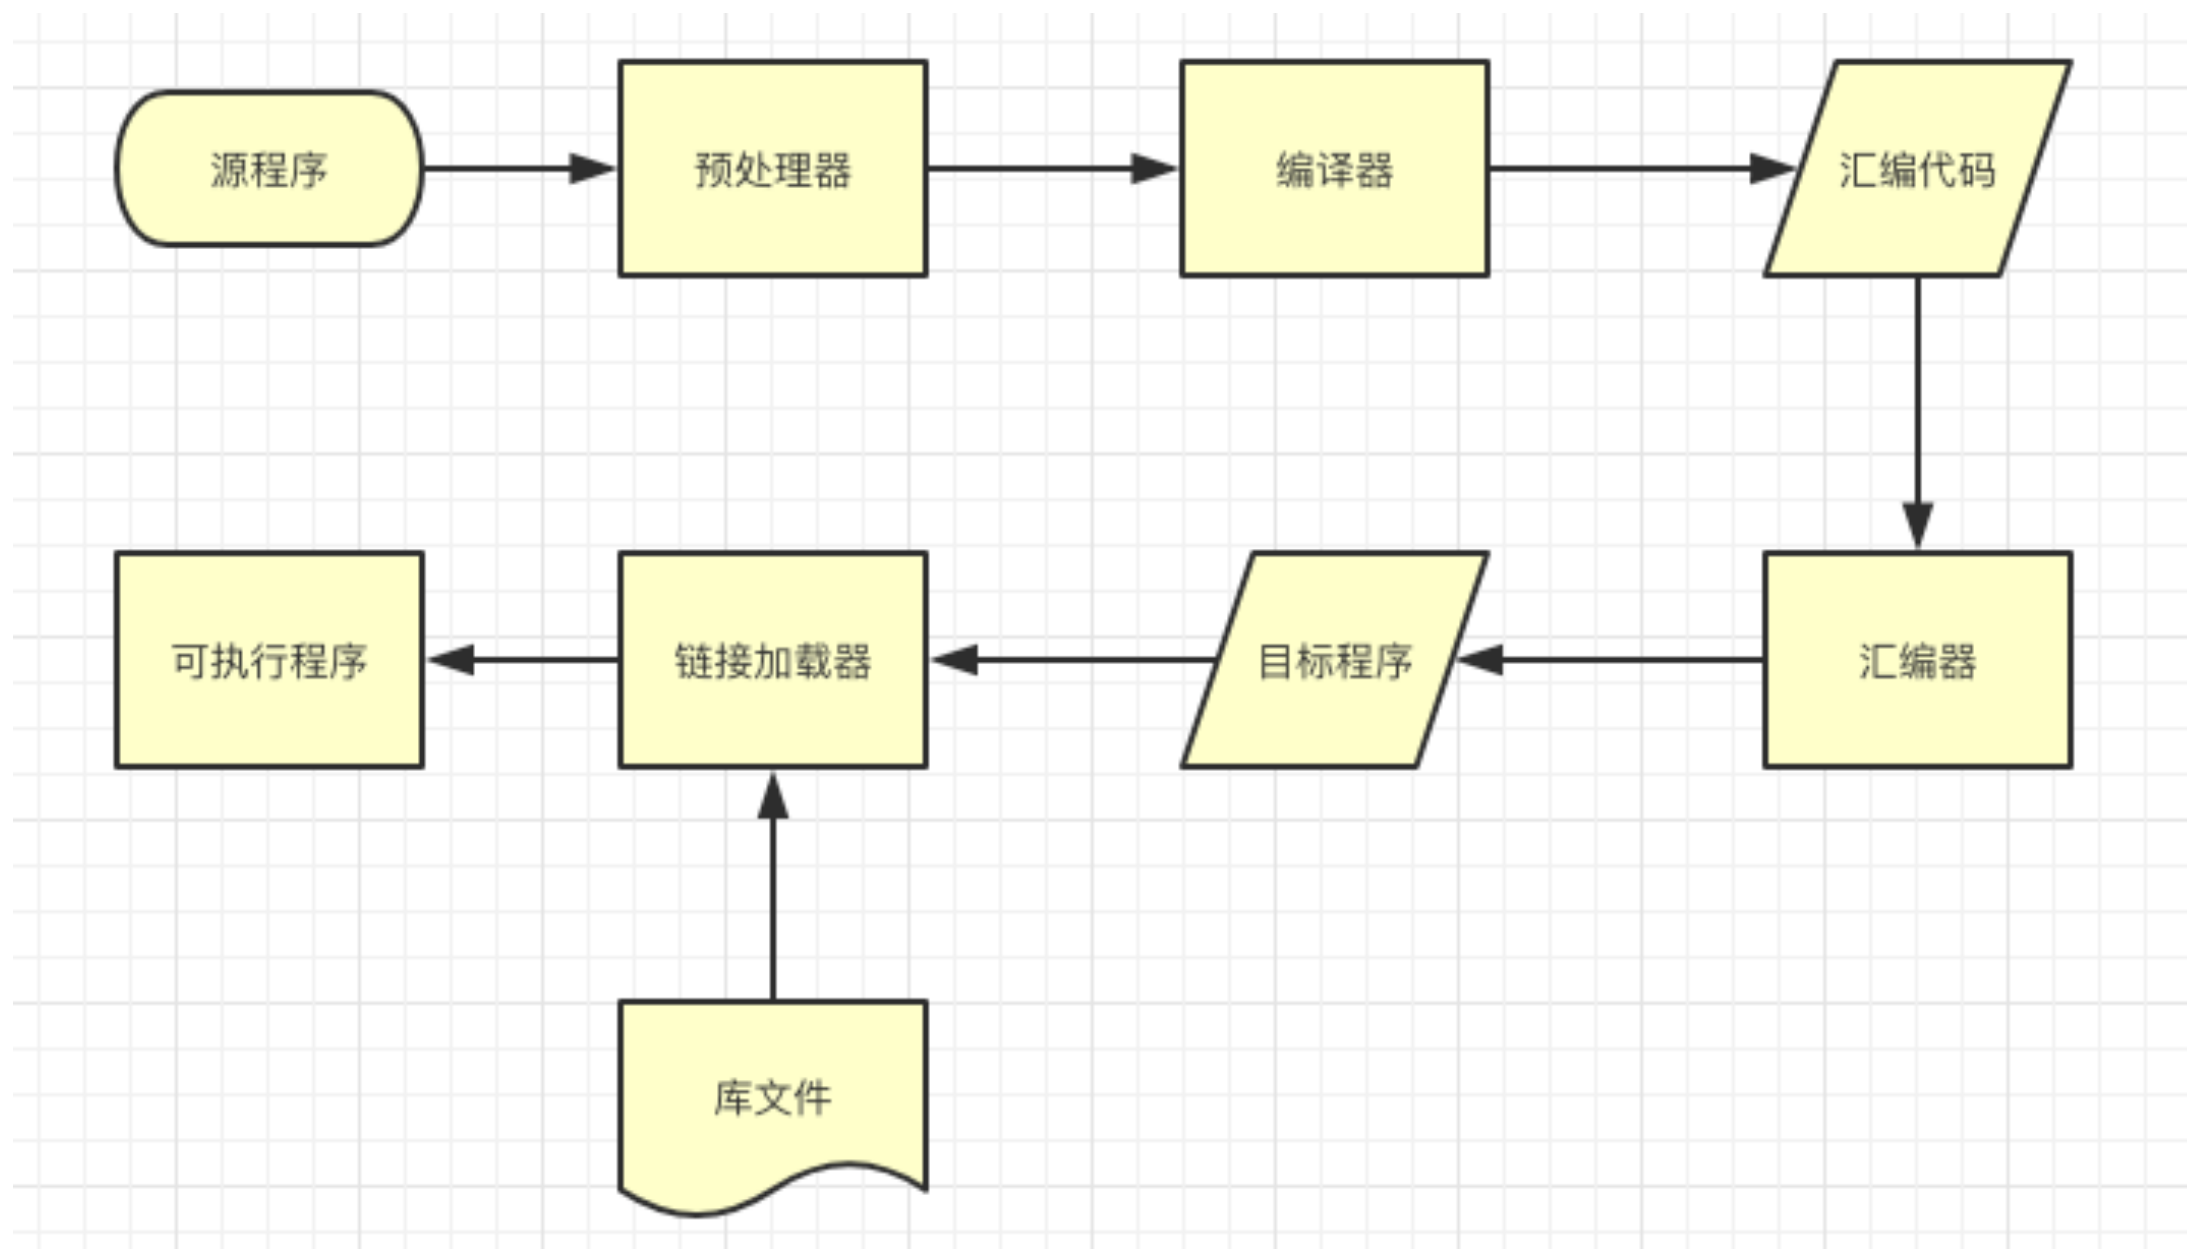 源程序
预处理器
编译器
汇编代码
可执行程序
链接加载器
目标程序
汇编器
库文件